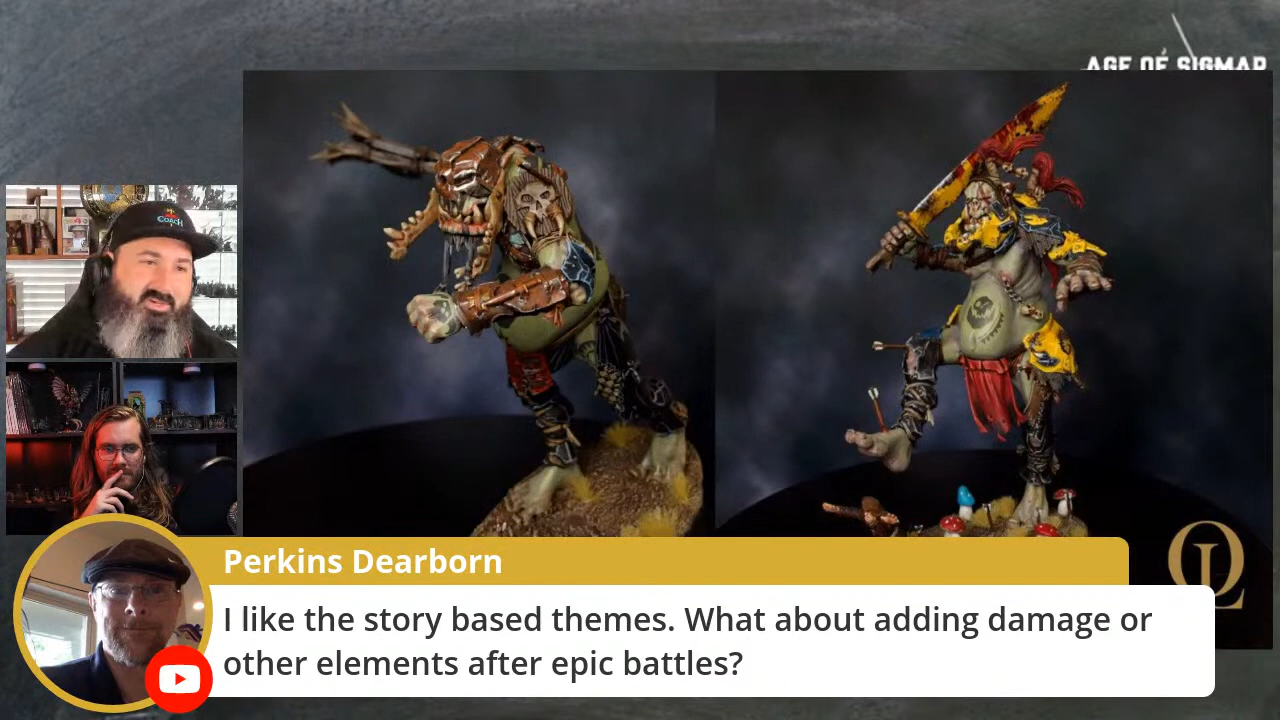 AGE OF SIGMAR
COACH
Perkins Dearborn
I like the story based themes. What about adding damage or
other elements after epic battles?